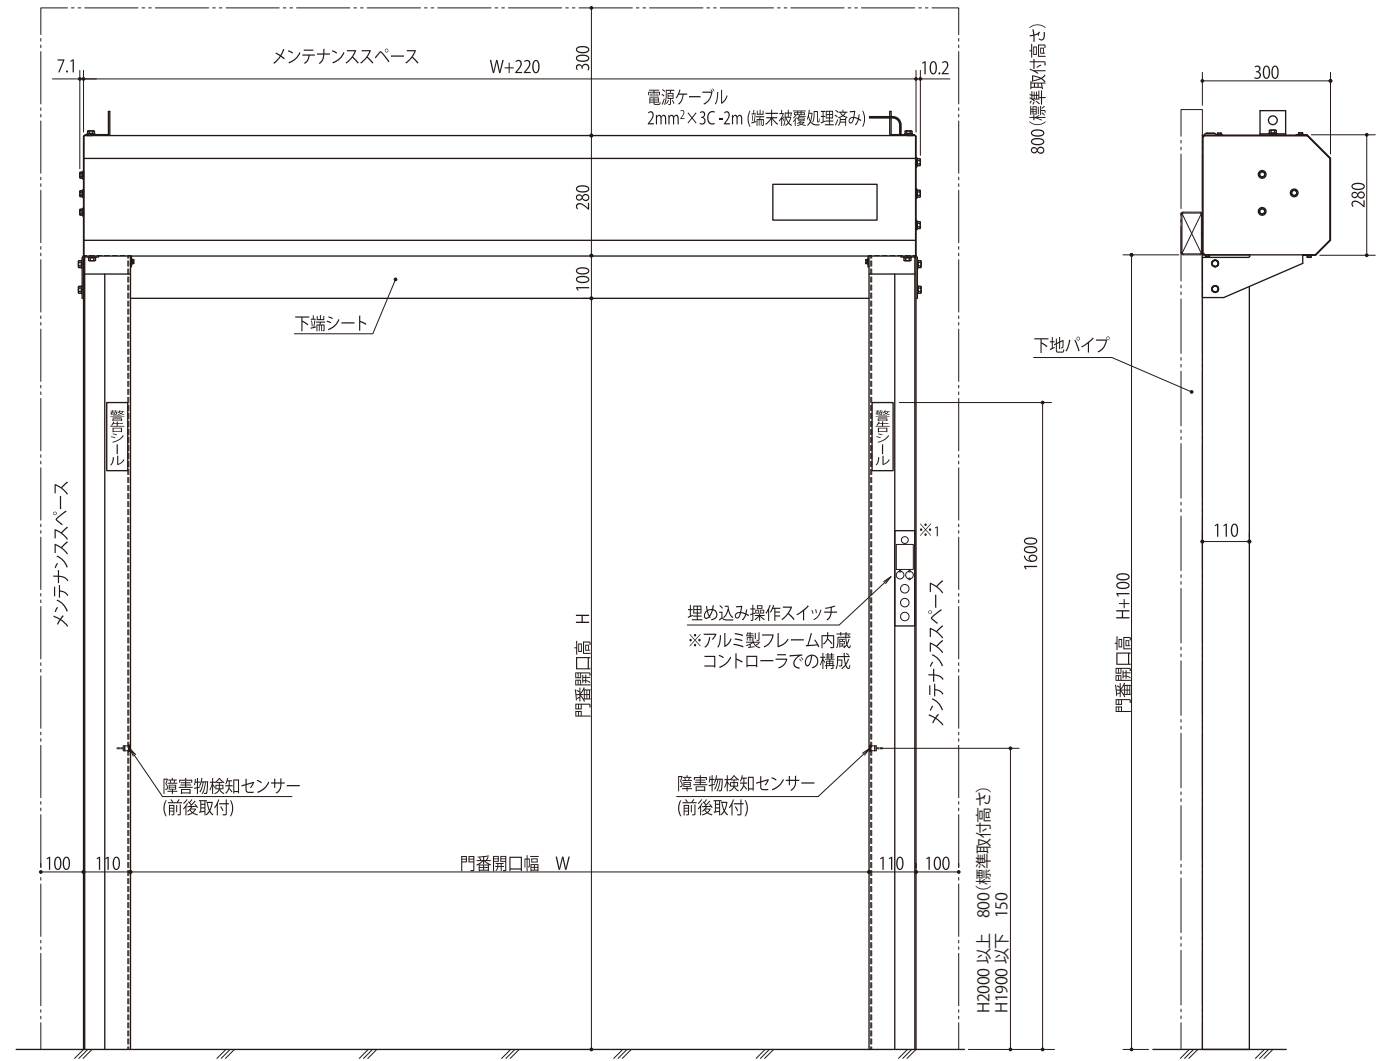 メンテナンススペース
7.1
W+220
300
10.2
電源ケーブル
2mm²×3C -2m (端末被覆処理済み)
800 (標準取付高さ)
300
280
280
100
下端シート
下地パイプ
警告シール
警告シール
メンテナンススペース
※1
1600
110
埋め込み操作スイッチ
※アルミ製フレーム内蔵
コントローラでの構成
メンテナンススペース
門番開口高 H
門番開口高 H+100
障害物検知センサー
(前後取付)
障害物検知センサー
(前後取付)
100
110
門番開口幅 W
110
100
H2000 以上 800 (標準取付高さ)
H1900 以下 150